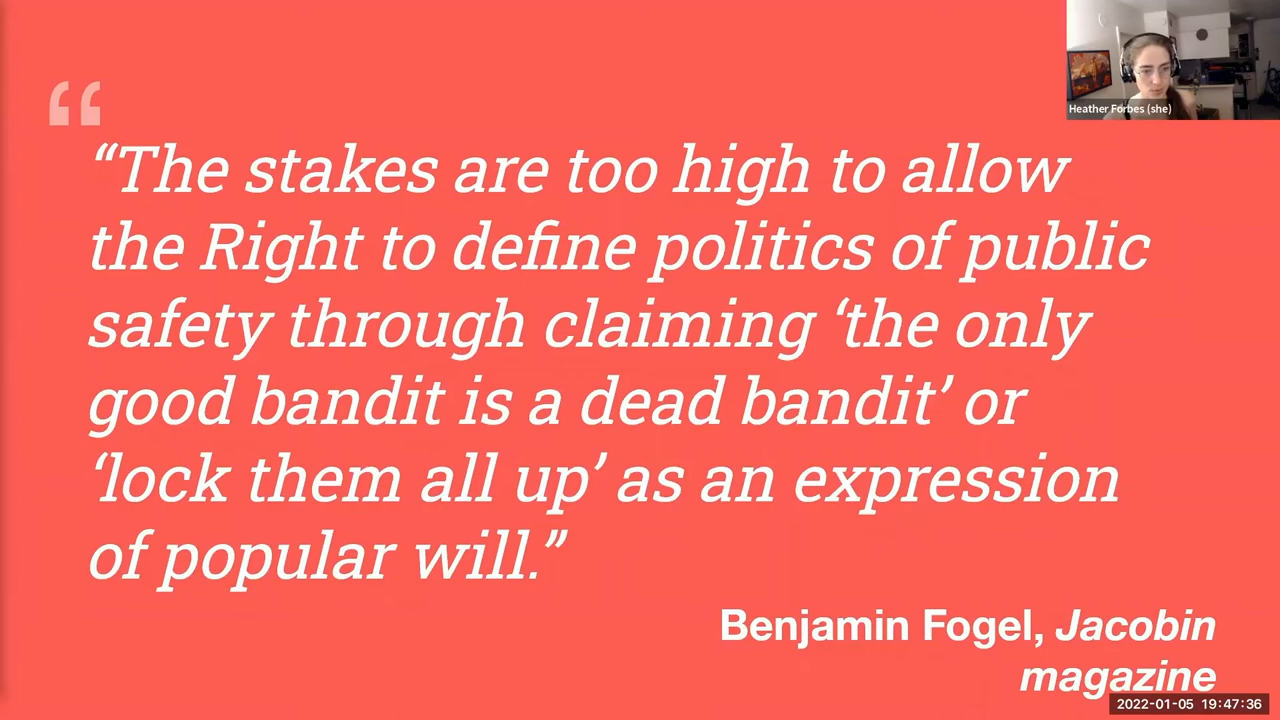 Heather Forbes (she)
“
“The stakes are too high to allow
the Right to define politics of public
safety through claiming ‘the only
good bandit is a dead bandit’ or
‘lock them all up’ as an expression
of popular will.”
Benjamin Fogel, Jacobin
magazine
2022-01-05 19:47:36